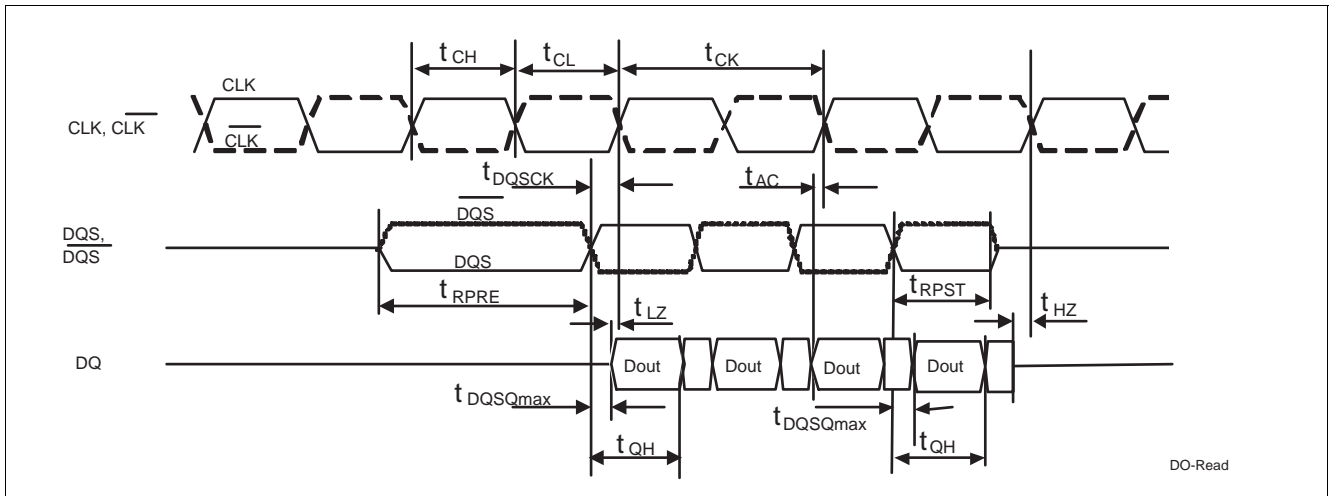 t CH
t CL
t CK
CLK
CLK, CLK
CLK
t DQSCK
t AC
DQS
DQS,
DQS
DQS
t RPRE
t RPST
t LZ
t HZ
DQ
Dout
Dout
Dout
Dout
t DQSQmax
t DQSQmax
t QH
t QH
DO-Read